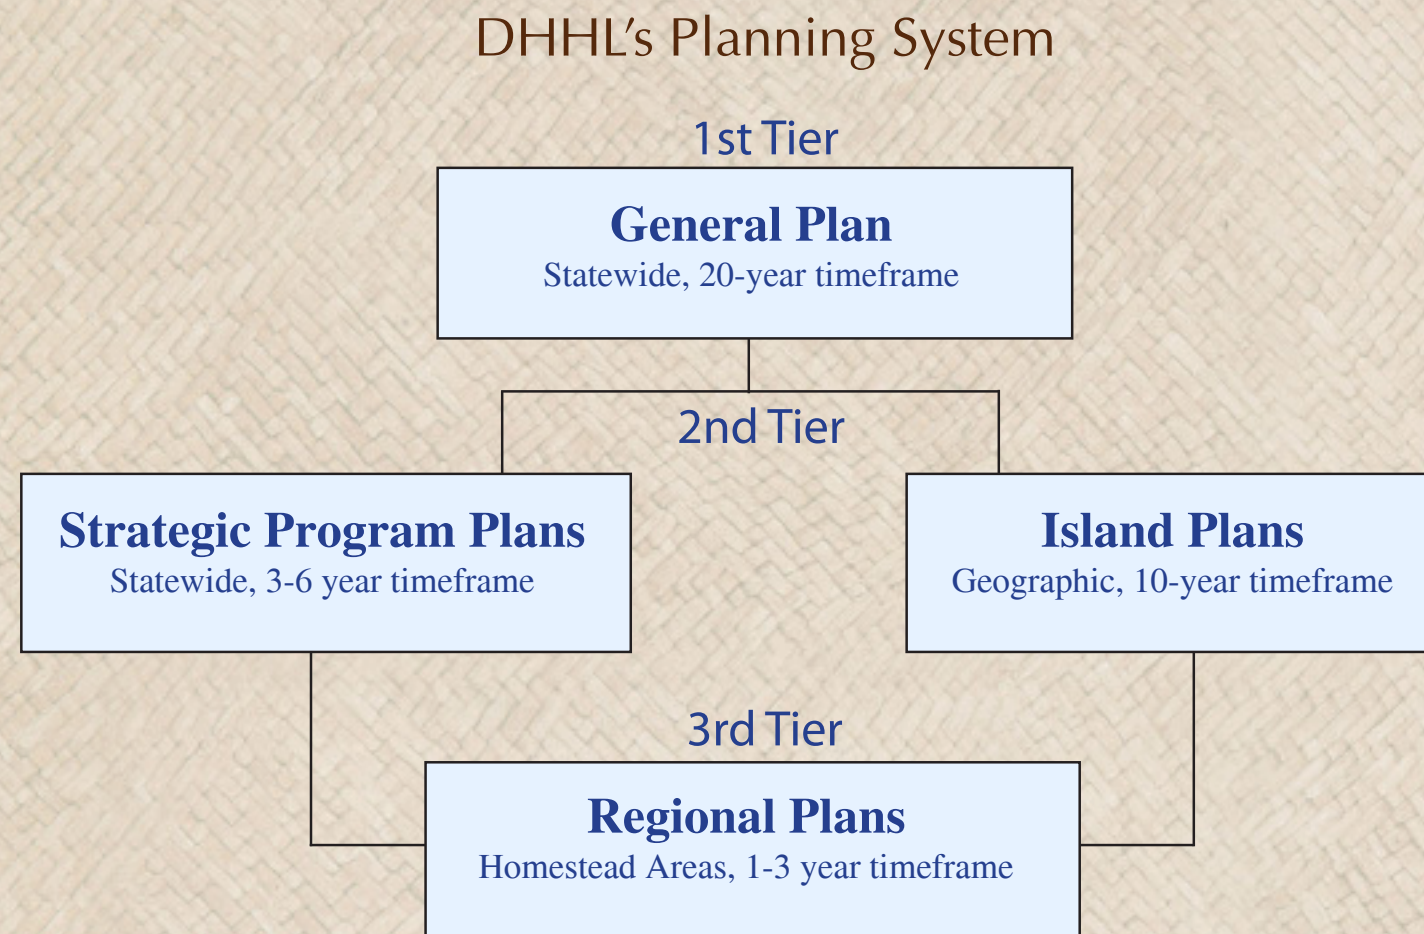 DHHL's Planning System
1st Tier
General Plan
Statewide, 20-year timeframe
2nd Tier
Strategic Program Plans
Statewide, 3-6 year timeframe
Island Plans
Geographic, 10-year timeframe
3rd Tier
Regional Plans
Homestead Areas, 1-3 year timeframe